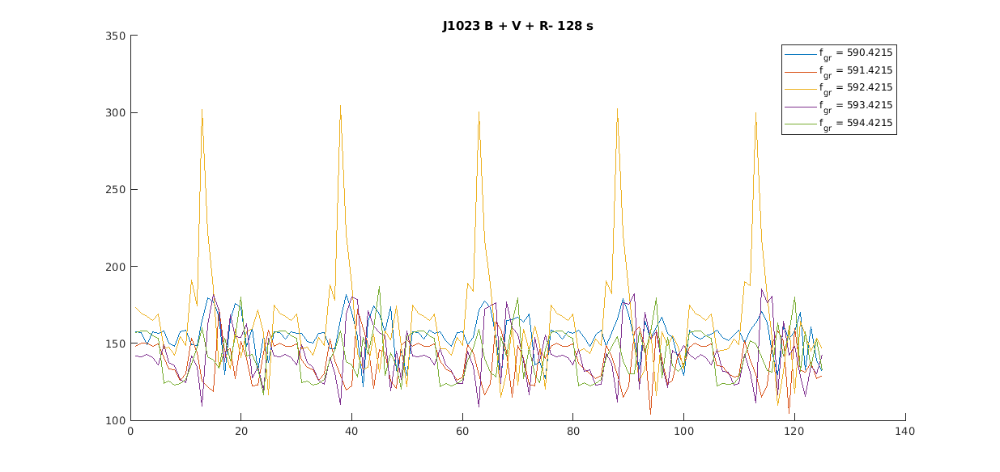 J1023 B + V + R- 128 s
350
300
250
200
150
100
0 20 40 60 80 100 120 140
f_gr = 590.4215
f_gr = 591.4215
f_gr = 592.4215
f_gr = 593.4215
f_gr = 594.4215